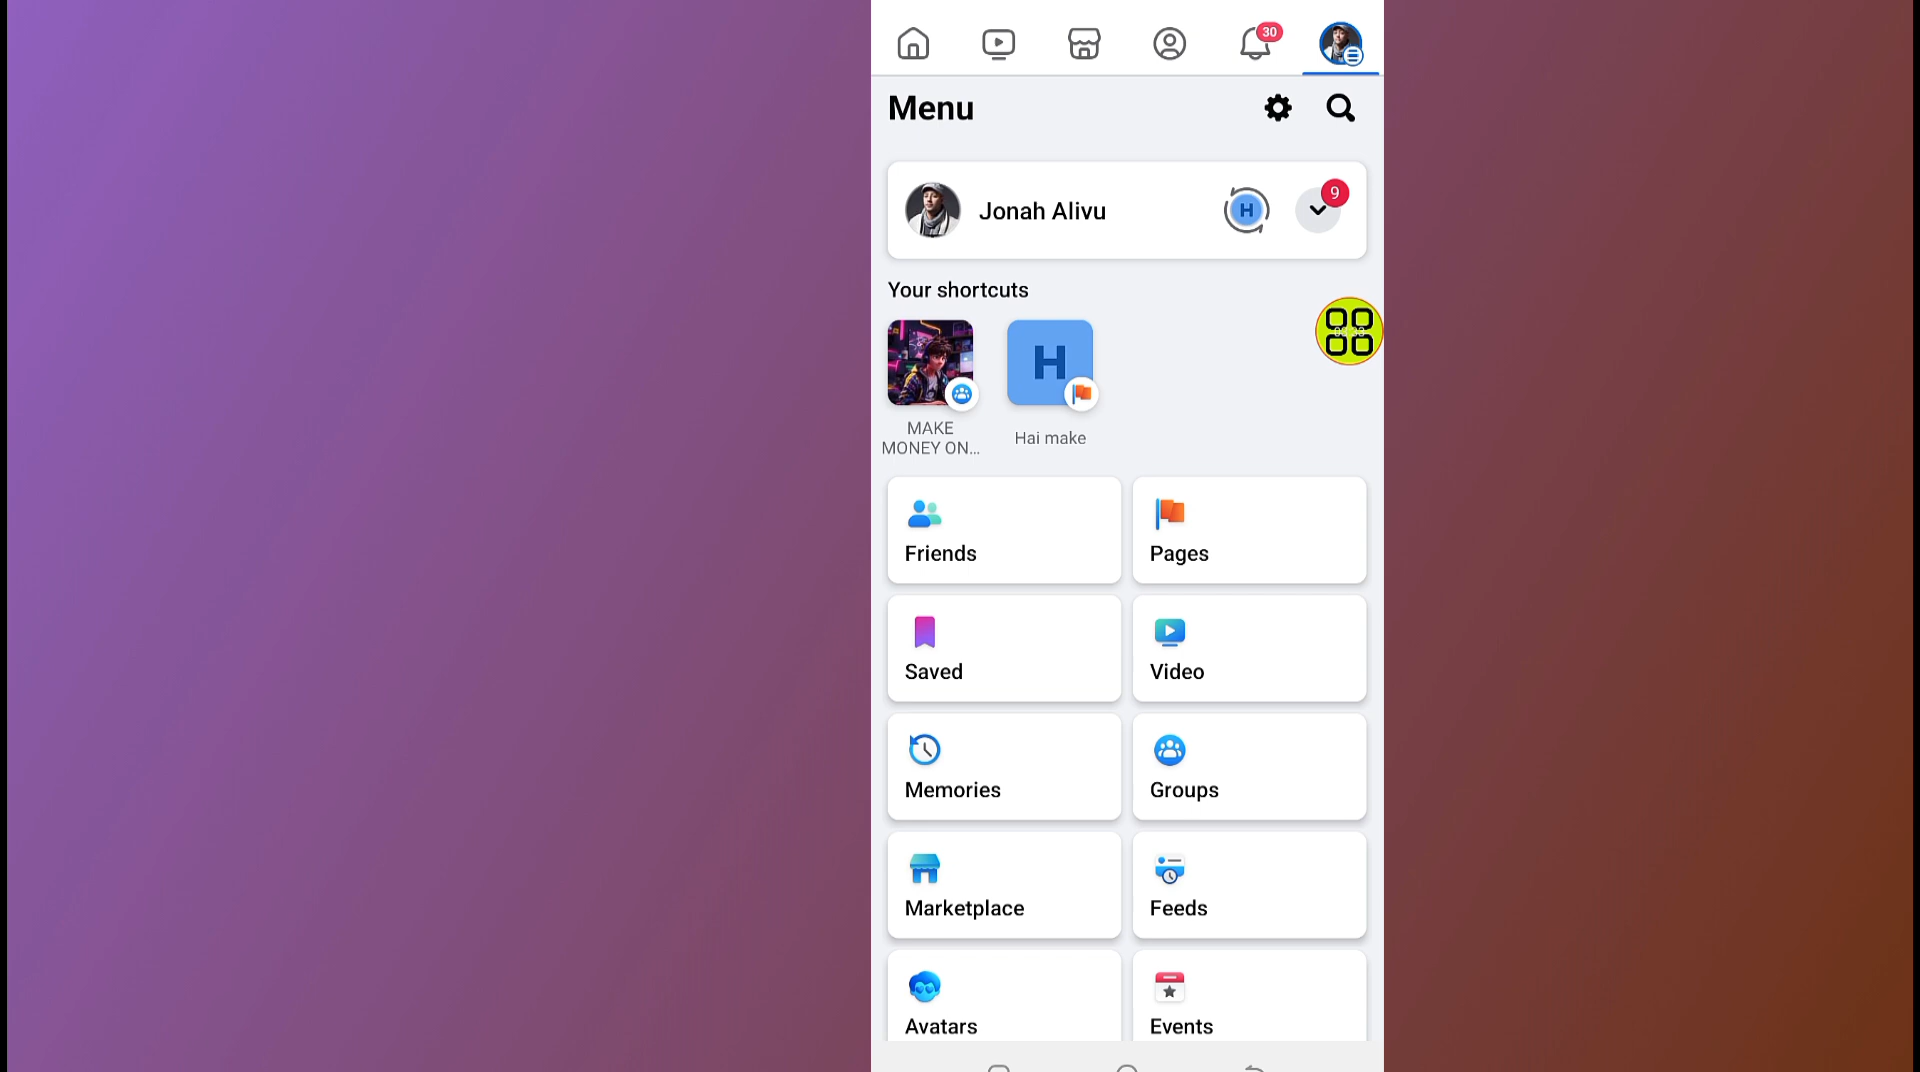 30
Menu
Jonah Alivu
H
9
Your shortcuts
H
MAKE
MONEY ON...
Hai make
Friends
Pages
Saved
Video
Memories
Groups
Marketplace
Feeds
Avatars
Events